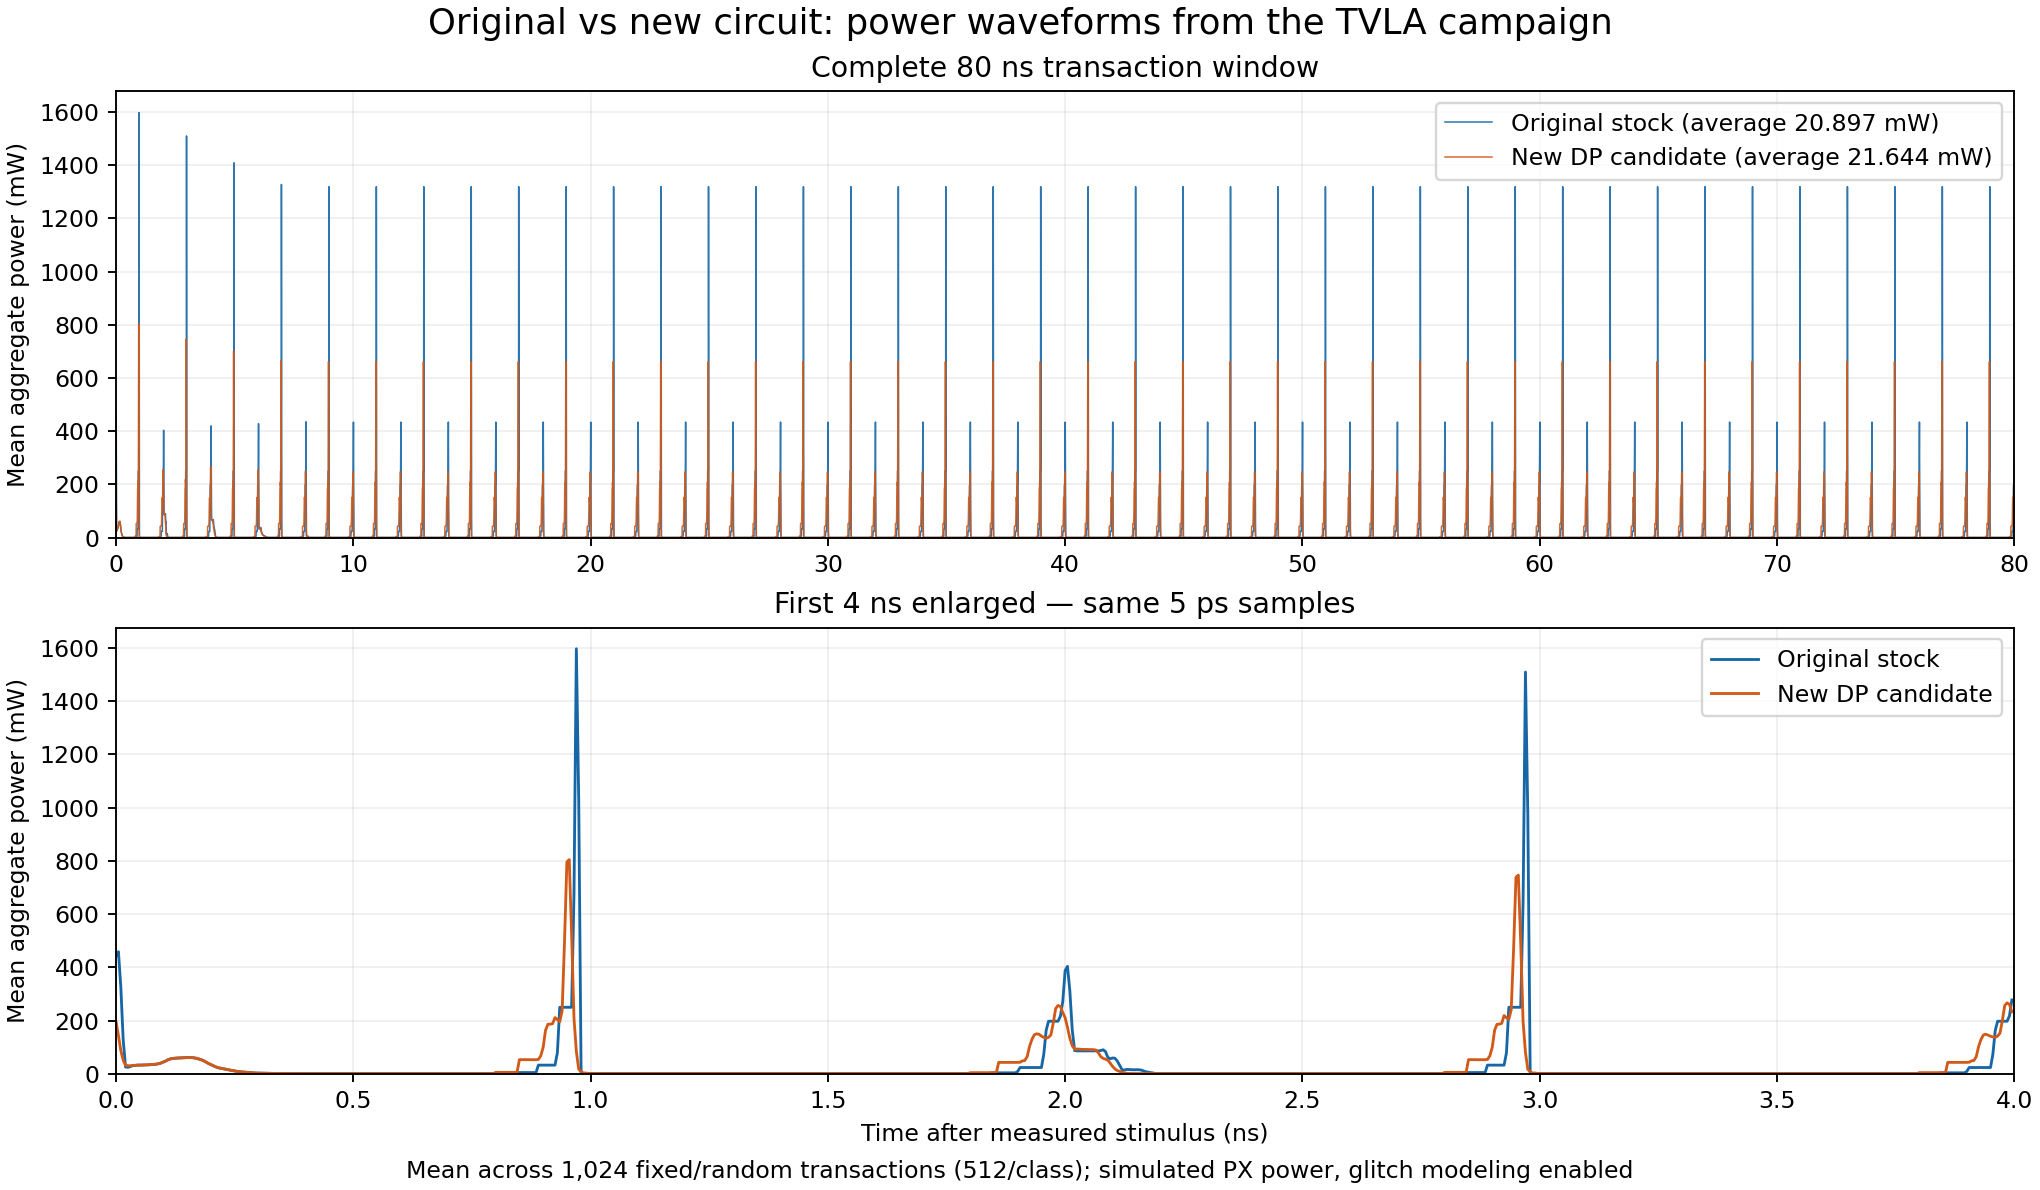 Original vs new circuit: power waveforms from the TVLA campaign
Complete 80 ns transaction window
Mean aggregate power (mW)
1600
1400
1200
1000
800
600
400
200
0
Original stock (average 20.897 mW)
New DP candidate (average 21.644 mW)
0 10 20 30 40 50 60 70 80
First 4 ns enlarged — same 5 ps samples
Mean aggregate power (mW)
1600
1400
1200
1000
800
600
400
200
0
Original stock
New DP candidate
0.0 0.5 1.0 1.5 2.0 2.5 3.0 3.5 4.0
Time after measured stimulus (ns)
Mean across 1,024 fixed/random transactions (512/class); simulated PX power, glitch modeling enabled